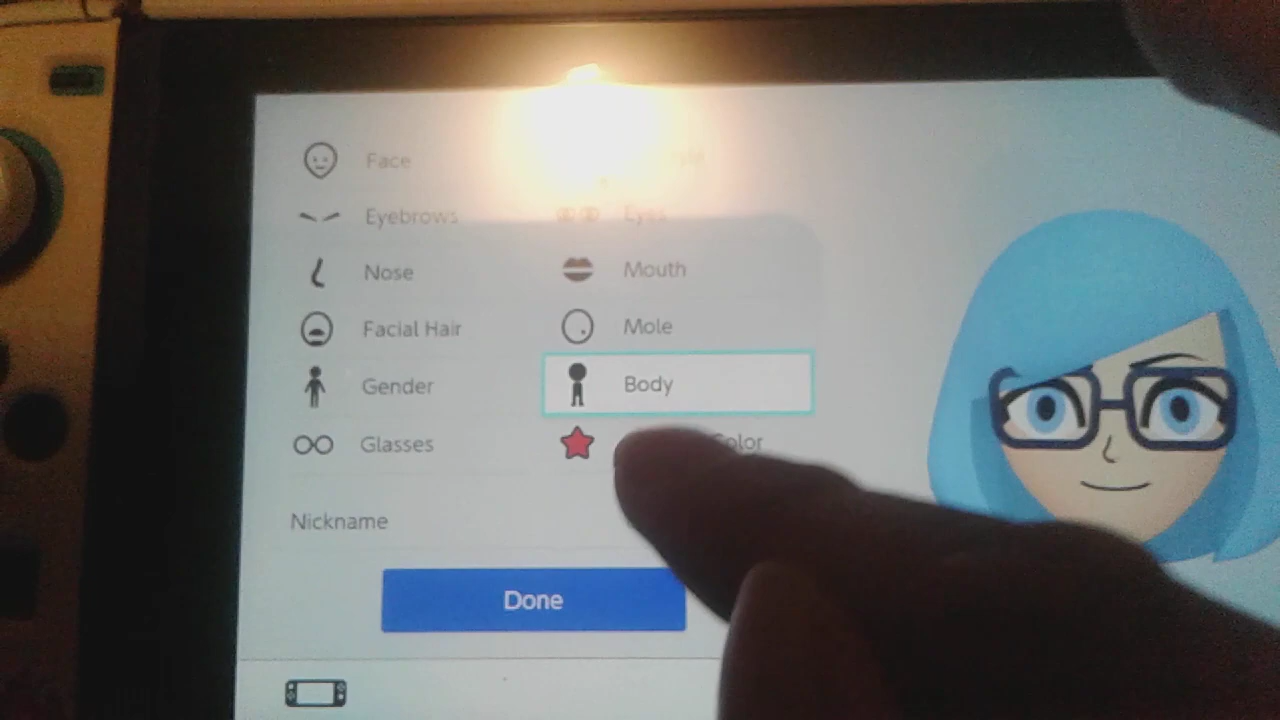 Face
Eyebrows Eyes
Nose Mouth
Facial Hair Mole
Gender Body
Glasses Color
Nickname
Done